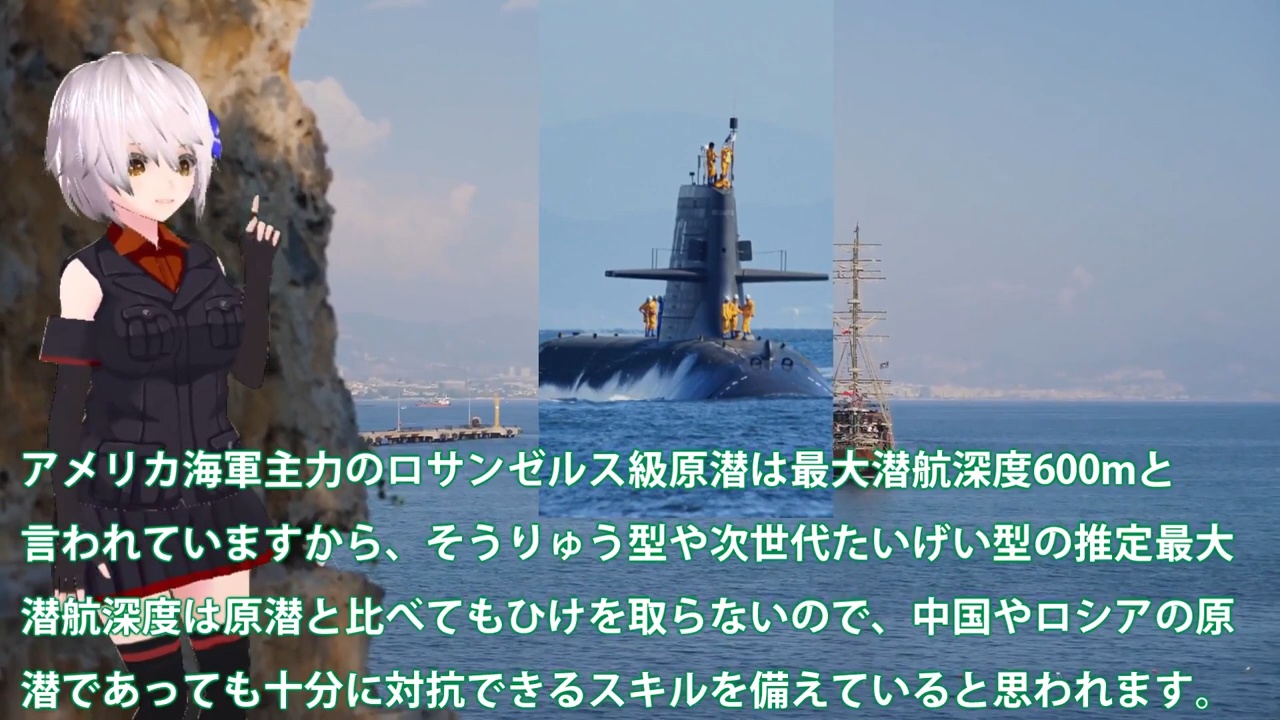 アメリカ海軍主力のロサンゼルス級原潜は最大潜航深度600mと
言われていますから、そうりゅう型や次世代たいげい型の推定最大
潜航深度は原潜と比べてもひけを取らないので、中国やロシアの原
潜であっても十分に対抗できるスキルを備えていると思われます。